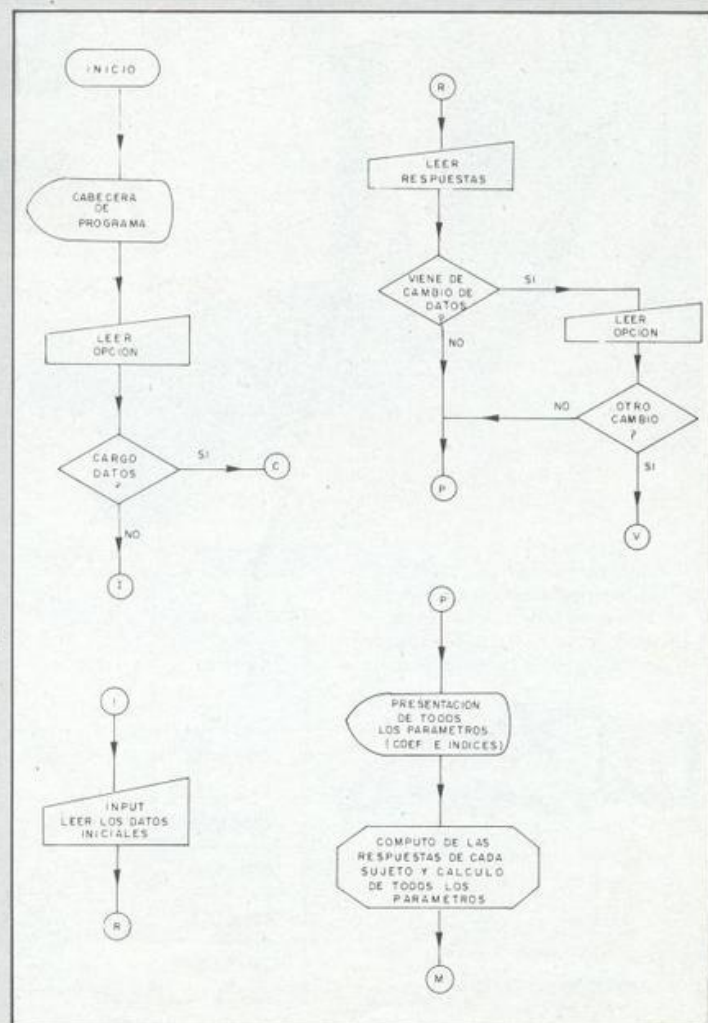 INICIO
CABECERA
DE
PROGRAMA
LEER
OPCION
CARGO
DATOS
?
SI
C
NO
I
I
INPUT
LEER LOS DATOS
INICIALES
R
R
LEER
RESPUESTAS
VIENE DE
CAMBIO DE
DATOS
?
SI
NO
LEER
OPCION
OTRO
CAMBIO
?
NO
SI
P
V
P
PRESENTACION
DE TODOS
LOS PARAMETROS
(COEF E INDICES)
COMPUTO DE LAS
RESPUESTAS DE CADA
SUJETO Y CALCULO
DE TODOS LOS
PARAMETROS
M